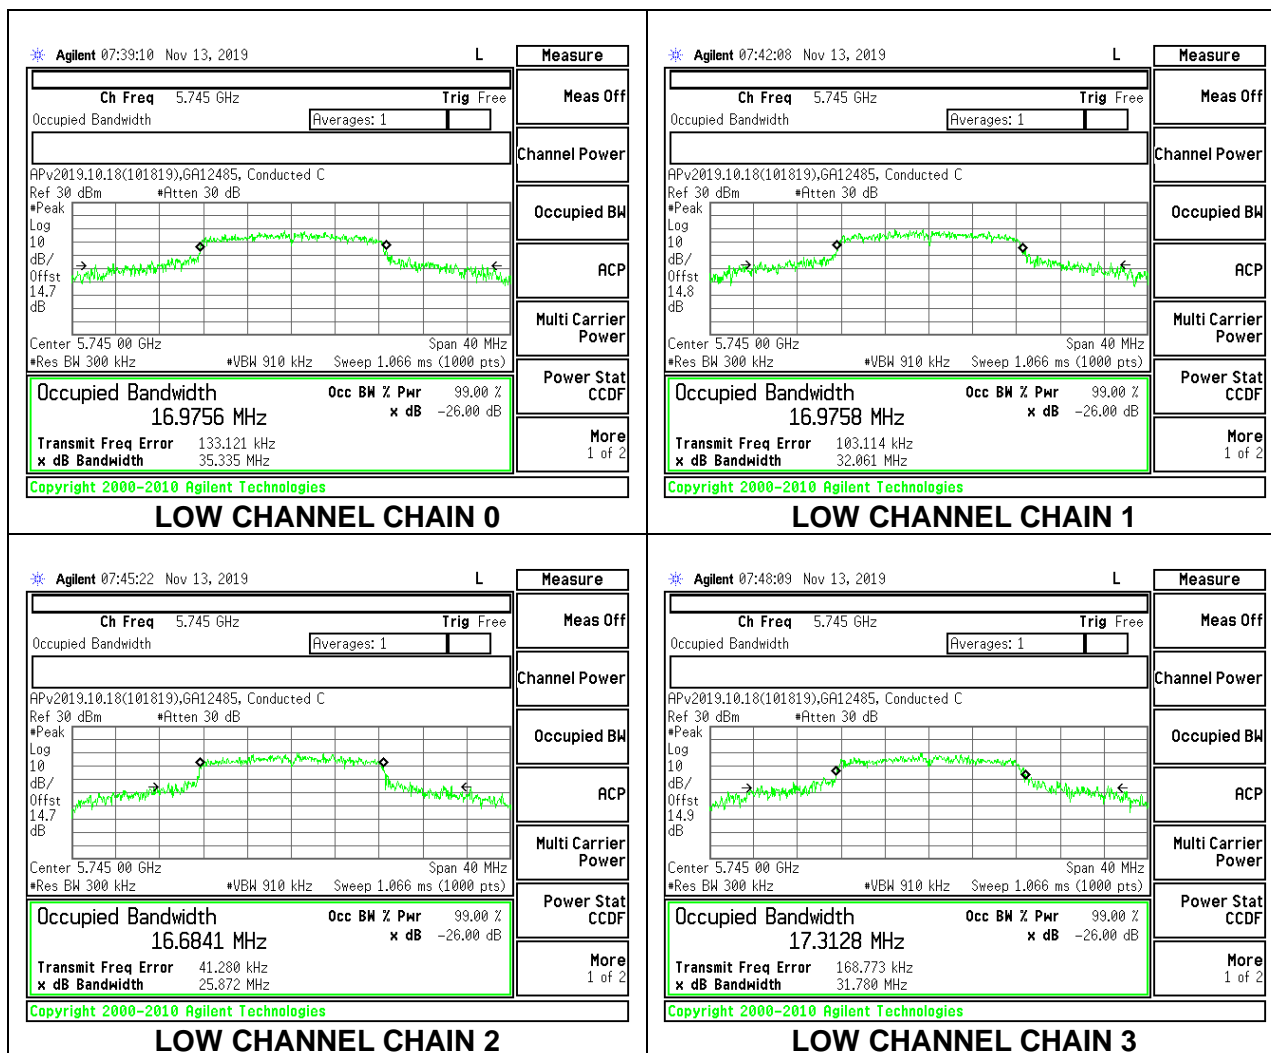 Agilent 07:39:10 Nov 13, 2019 L
Measure
Ch Freq 5.745 GHz Trig Free
Meas Off
Occupied Bandwidth Averages: 1
Channel Power
APv2019.10.18(101819),GA12485, Conducted C
Ref 30 dBm #Atten 30 dB
#Peak
Occupied BW
Log
10
dB/
ACP
Offst
14.7
dB
Multi Carrier
Power
Center 5.745 00 GHz Span 40 MHz
#Res BW 300 kHz #VBW 910 kHz Sweep 1.066 ms (1000 pts)
Power Stat
CCDF
Occupied Bandwidth Occ BW % Pwr 99.00 %
16.9756 MHz x dB -26.00 dB
More
1 of 2
Transmit Freq Error 133.121 kHz
x dB Bandwidth 35.335 MHz
Copyright 2000-2010 Agilent Technologies
LOW CHANNEL CHAIN 0
Agilent 07:42:08 Nov 13, 2019 L
Measure
Ch Freq 5.745 GHz Trig Free
Meas Off
Occupied Bandwidth Averages: 1
Channel Power
APv2019.10.18(101819),GA12485, Conducted C
Ref 30 dBm #Atten 30 dB
#Peak
Occupied BW
Log
10
dB/
ACP
Offst
14.8
dB
Multi Carrier
Power
Center 5.745 00 GHz Span 40 MHz
#Res BW 300 kHz #VBW 910 kHz Sweep 1.066 ms (1000 pts)
Power Stat
CCDF
Occupied Bandwidth Occ BW % Pwr 99.00 %
16.9758 MHz x dB -26.00 dB
More
1 of 2
Transmit Freq Error 103.114 kHz
x dB Bandwidth 32.061 MHz
Copyright 2000-2010 Agilent Technologies
LOW CHANNEL CHAIN 1
Agilent 07:45:22 Nov 13, 2019 L
Measure
Ch Freq 5.745 GHz Trig Free
Meas Off
Occupied Bandwidth Averages: 1
Channel Power
APv2019.10.18(101819),GA12485, Conducted C
Ref 30 dBm #Atten 30 dB
#Peak
Occupied BW
Log
10
dB/
ACP
Offst
14.7
dB
Multi Carrier
Power
Center 5.745 00 GHz Span 40 MHz
#Res BW 300 kHz #VBW 910 kHz Sweep 1.066 ms (1000 pts)
Power Stat
CCDF
Occupied Bandwidth Occ BW % Pwr 99.00 %
16.6841 MHz x dB -26.00 dB
More
1 of 2
Transmit Freq Error 41.280 kHz
x dB Bandwidth 25.872 MHz
Copyright 2000-2010 Agilent Technologies
LOW CHANNEL CHAIN 2
Agilent 07:48:09 Nov 13, 2019 L
Measure
Ch Freq 5.745 GHz Trig Free
Meas Off
Occupied Bandwidth Averages: 1
Channel Power
APv2019.10.18(101819),GA12485, Conducted C
Ref 30 dBm #Atten 30 dB
#Peak
Occupied BW
Log
10
dB/
ACP
Offst
14.9
dB
Multi Carrier
Power
Center 5.745 00 GHz Span 40 MHz
#Res BW 300 kHz #VBW 910 kHz Sweep 1.066 ms (1000 pts)
Power Stat
CCDF
Occupied Bandwidth Occ BW % Pwr 99.00 %
17.3128 MHz x dB -26.00 dB
More
1 of 2
Transmit Freq Error 168.773 kHz
x dB Bandwidth 31.780 MHz
Copyright 2000-2010 Agilent Technologies
LOW CHANNEL CHAIN 3